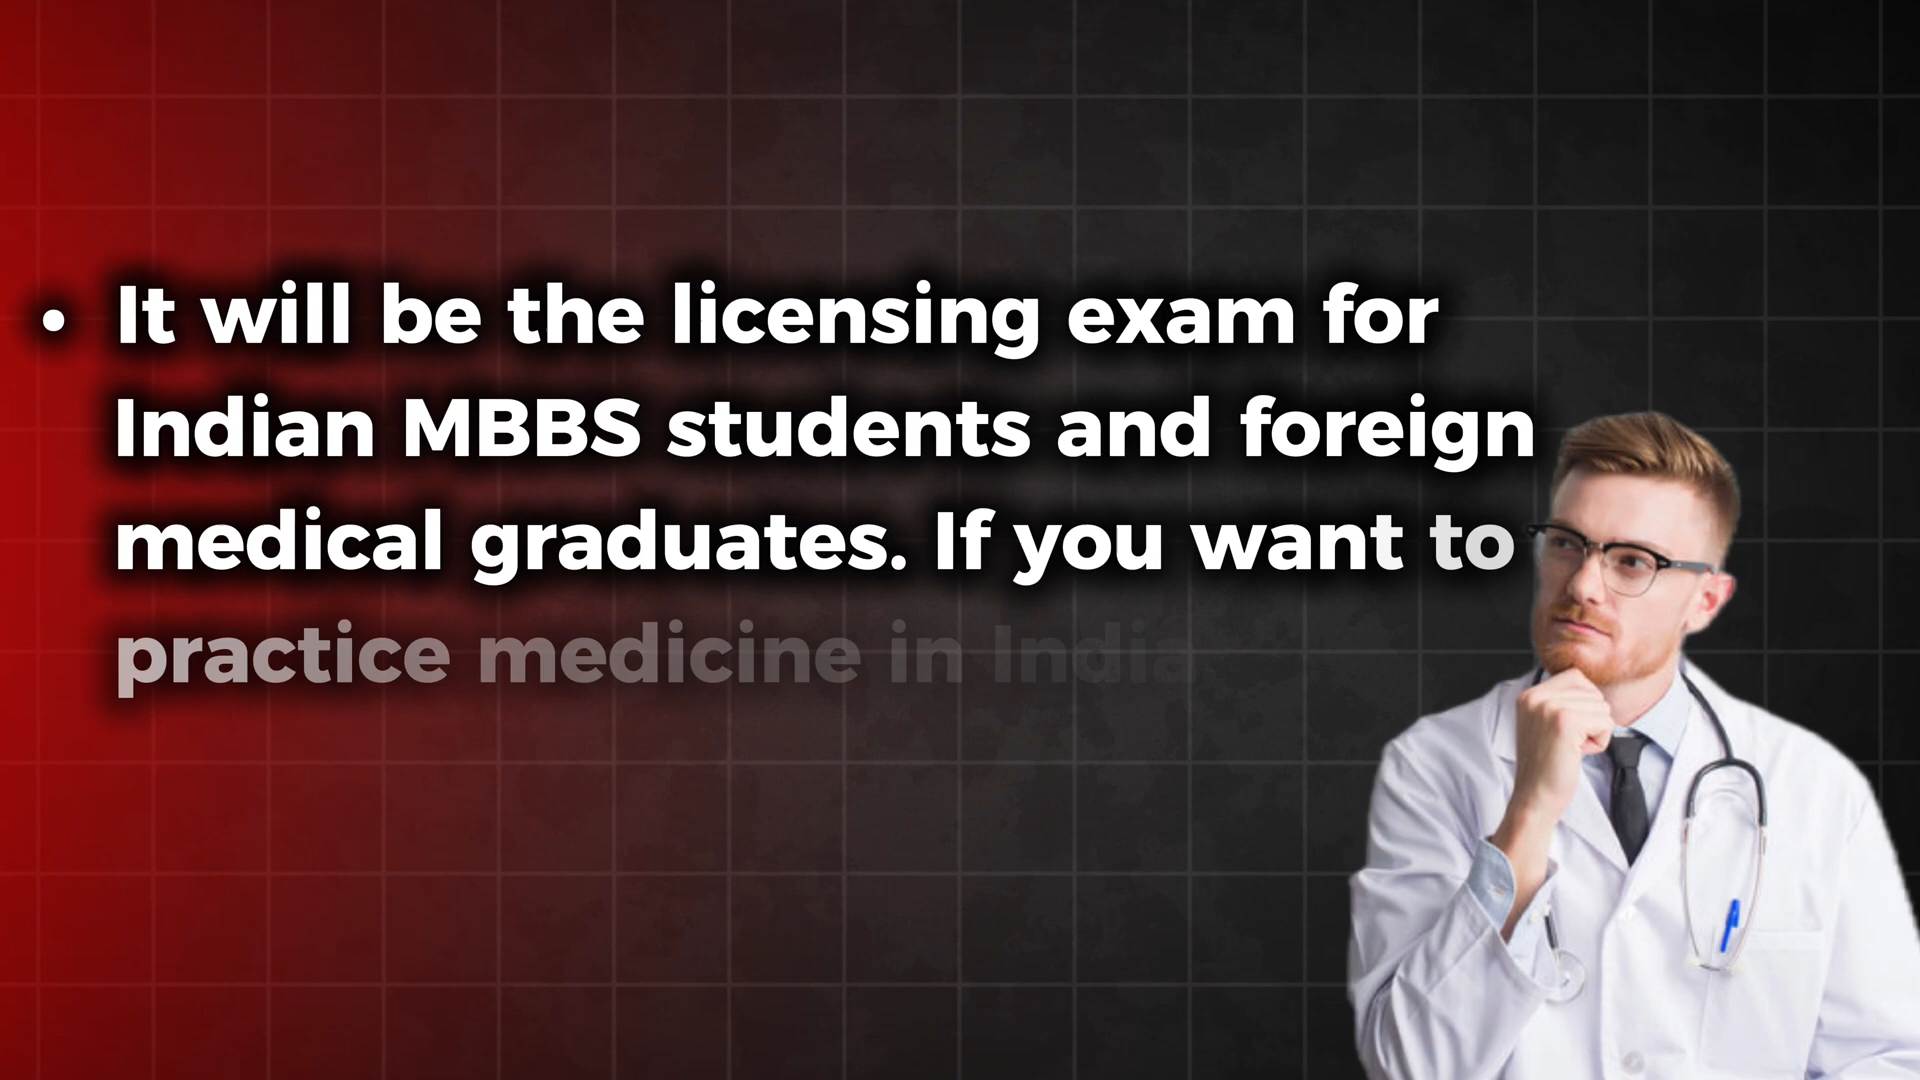 • It will be the licensing exam for
Indian MBBS students and foreign
medical graduates. If you want to
practice medicine in India